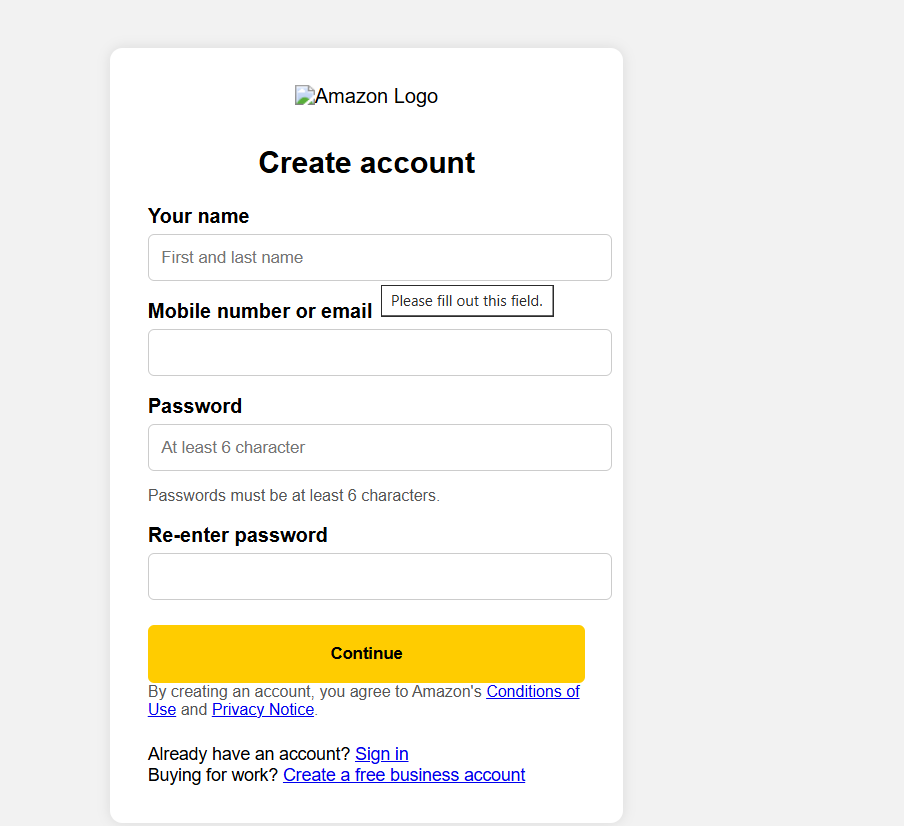 Amazon Logo
Create account
Your name
First and last name
Please fill out this field.
Mobile number or email
Password
At least 6 character
Passwords must be at least 6 characters.
Re-enter password
Continue
By creating an account, you agree to Amazon's Conditions of
Use and Privacy Notice.
Already have an account? Sign in
Buying for work? Create a free business account